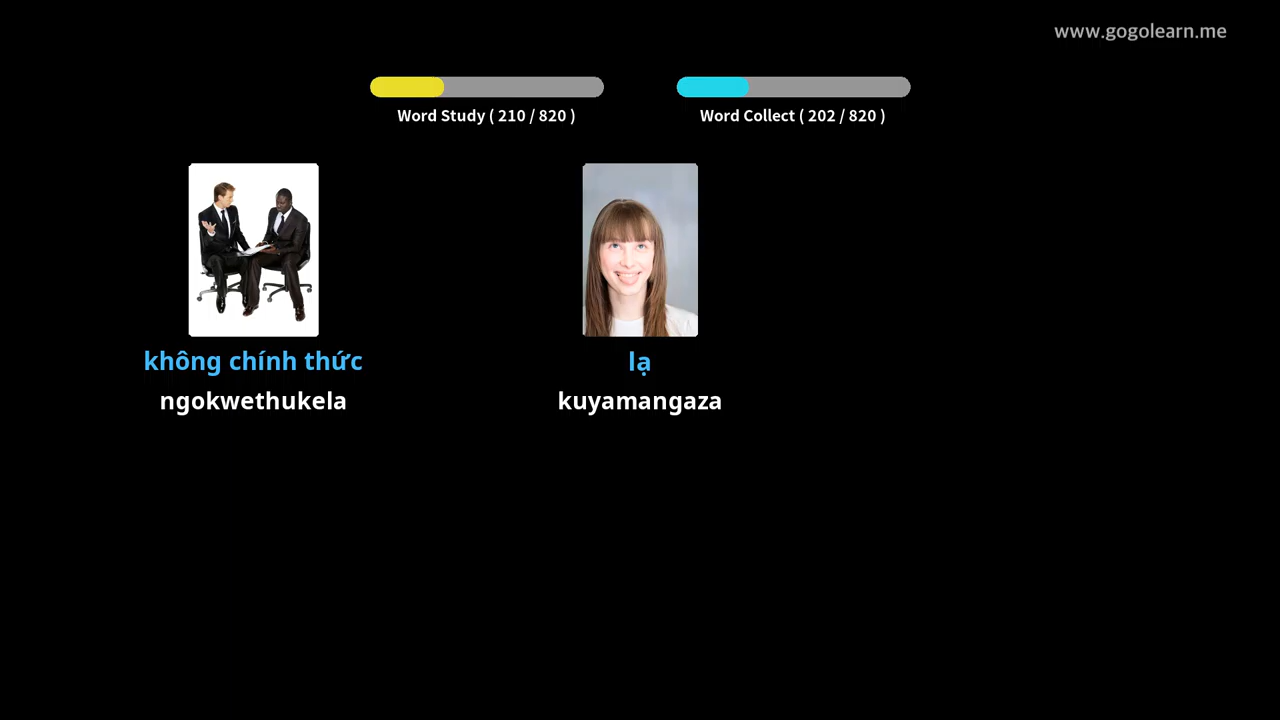 www.gogolearn.me
Word Study ( 210 / 820 )
Word Collect ( 202 / 820 )
không chính thức
ngokwethukela
lạ
kuyamangaza